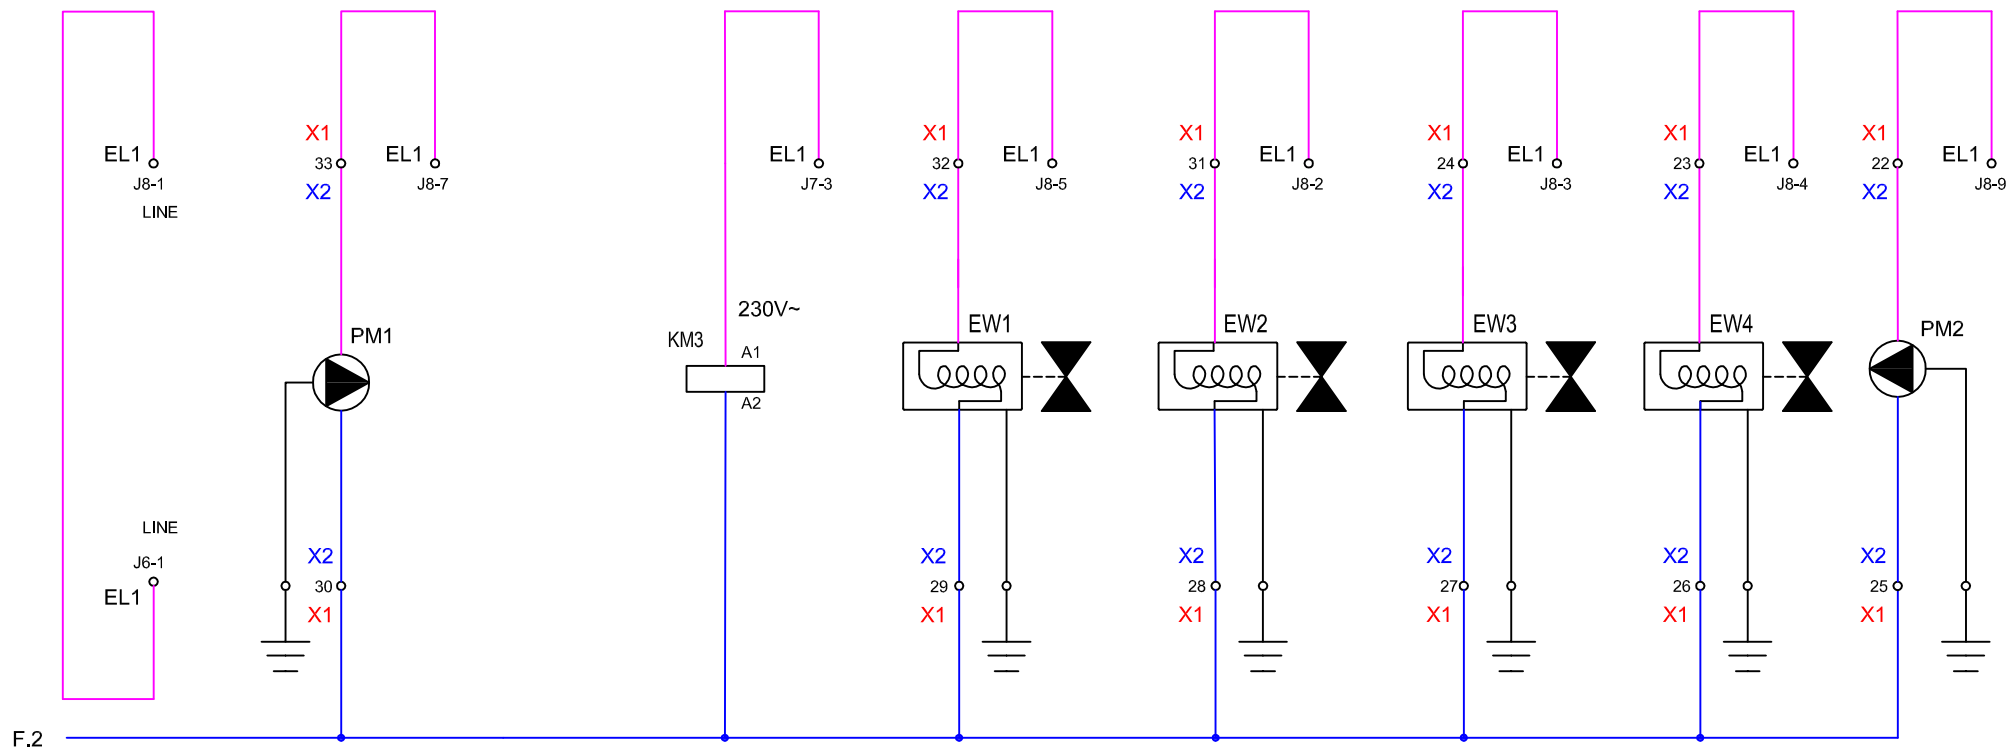 X1 X1 X1 X1 X1 X1
EL1 33 EL1 EL1 32 EL1 31 EL1 24 EL1 23 EL1 22 EL1
J8-1 X2 J8-7 J7-3 X2 J8-5 X2 J8-2 X2 J8-3 X2 J8-4 X2 J8-9
LINE
230V~
PM1 KM3 A1 EW1 EW2 EW3 EW4 PM2
A2
LINE
J6-1 X2 X2 X2 X2 X2 X2
30 29 28 27 26 25
EL1 X1 X1 X1 X1 X1 X1
F.2